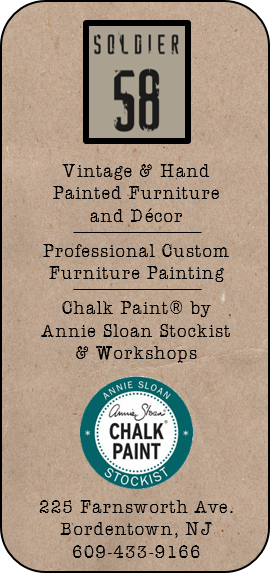 SOLDIER
58
Vintage & Hand
Painted Furniture
and Décor
Professional Custom
Furniture Painting
Chalk Paint® by
Annie Sloan Stockist
& Workshops
ANNIE SLOAN
Annie Sloan
CHALK
PAINT
STOCKIST
225 Farnsworth Ave.
Bordentown, NJ
609-433-9166